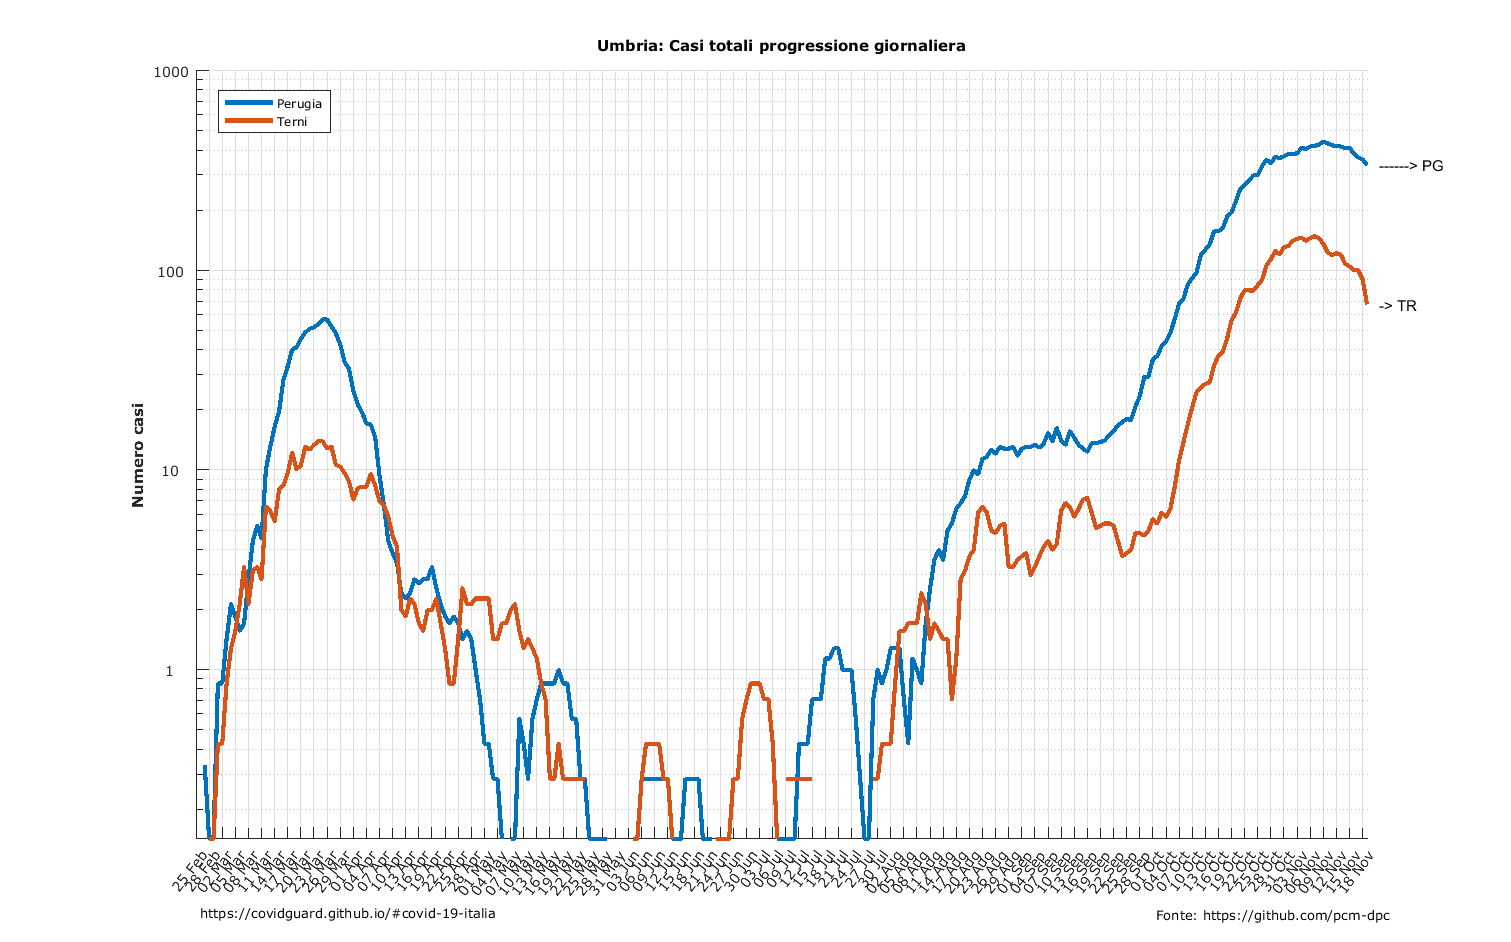 Umbria: Casi totali progressione giornaliera
1000
100
10
1
Numero casi
Perugia
Terni
------> PG
-> TR
25 Feb
28 Feb
02 Mar
05 Mar
08 Mar
11 Mar
14 Mar
17 Mar
20 Mar
23 Mar
26 Mar
29 Mar
01 Apr
04 Apr
07 Apr
10 Apr
13 Apr
16 Apr
19 Apr
22 Apr
25 Apr
28 Apr
01 May
04 May
07 May
10 May
13 May
16 May
19 May
22 May
25 May
28 May
31 May
03 Jun
06 Jun
09 Jun
12 Jun
15 Jun
18 Jun
21 Jun
24 Jun
27 Jun
30 Jun
03 Jul
06 Jul
09 Jul
12 Jul
15 Jul
18 Jul
21 Jul
24 Jul
27 Jul
30 Jul
02 Aug
05 Aug
08 Aug
11 Aug
14 Aug
17 Aug
20 Aug
23 Aug
26 Aug
29 Aug
01 Sep
04 Sep
07 Sep
10 Sep
13 Sep
16 Sep
19 Sep
22 Sep
25 Sep
28 Sep
01 Oct
04 Oct
07 Oct
10 Oct
13 Oct
16 Oct
19 Oct
22 Oct
25 Oct
28 Oct
31 Oct
03 Nov
06 Nov
09 Nov
12 Nov
15 Nov
18 Nov
https://covidguard.github.io/#covid-19-italia
Fonte: https://github.com/pcm-dpc